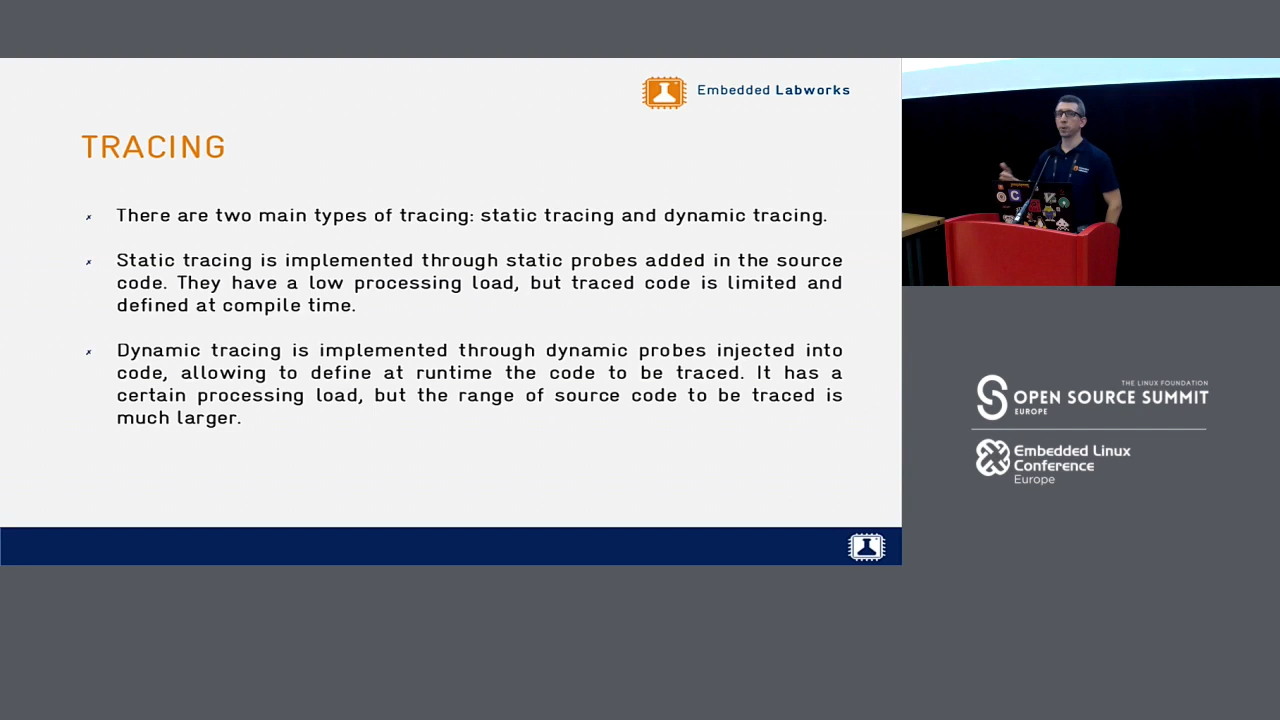 Embedded Labworks
TRACING
There are two main types of tracing: static tracing and dynamic tracing.
Static tracing is implemented through static probes added in the source
code. They have a low processing load, but traced code is limited and
defined at compile time.
Dynamic tracing is implemented through dynamic probes injected into
code, allowing to define at runtime the code to be traced. It has a
certain processing load, but the range of source code to be traced is
much larger.
THE LINUX FOUNDATION
OPEN SOURCE SUMMIT
EUROPE
Embedded Linux
Conference
Europe